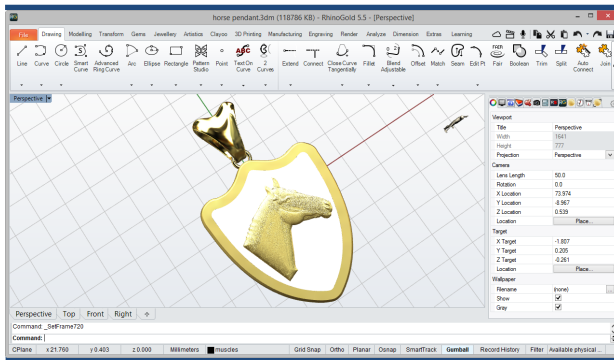 horse pendant.3dm (118786 KB) - RhinoGold 5.5 - [Perspective]
File Drawing Modelling Transform Gem Jewellery Artistics Clayoo 3D Printing Manufacturing Engraving Render Analyze Dimension Extras Learning
Line Curve Circle Smart Curve Advanced Ring Curve Arc Ellipse Rectangle Pattern Studio Point Text On Curve 2 Curves Extend Connect Close Curve Tangentially Fillet Blend Adjustable Offset Match Seam Edit Pt Fair Boolean Trim Split Auto Connect Join
Perspective
Viewport
Title Perspective
Width 1641
Height 777
Projection Perspective
Camera
Lens Length 50.0
Rotation 0.0
X Location 73.974
Y Location -8.967
Z Location 0.539
Location Place...
Target
X Target -1.807
Y Target 0.205
Z Target -0.261
Location Place...
Wallpaper
Filename (none) ...
Show
Gray
Perspective Top Front Right
Command: _SetFrame720
Command:
CPlane x 21.760 y 0.403 z 0.000 Millimeters muscles Grid Snap Ortho Planar Osnap SmartTrack Gumball Record History Filter Available physical ...